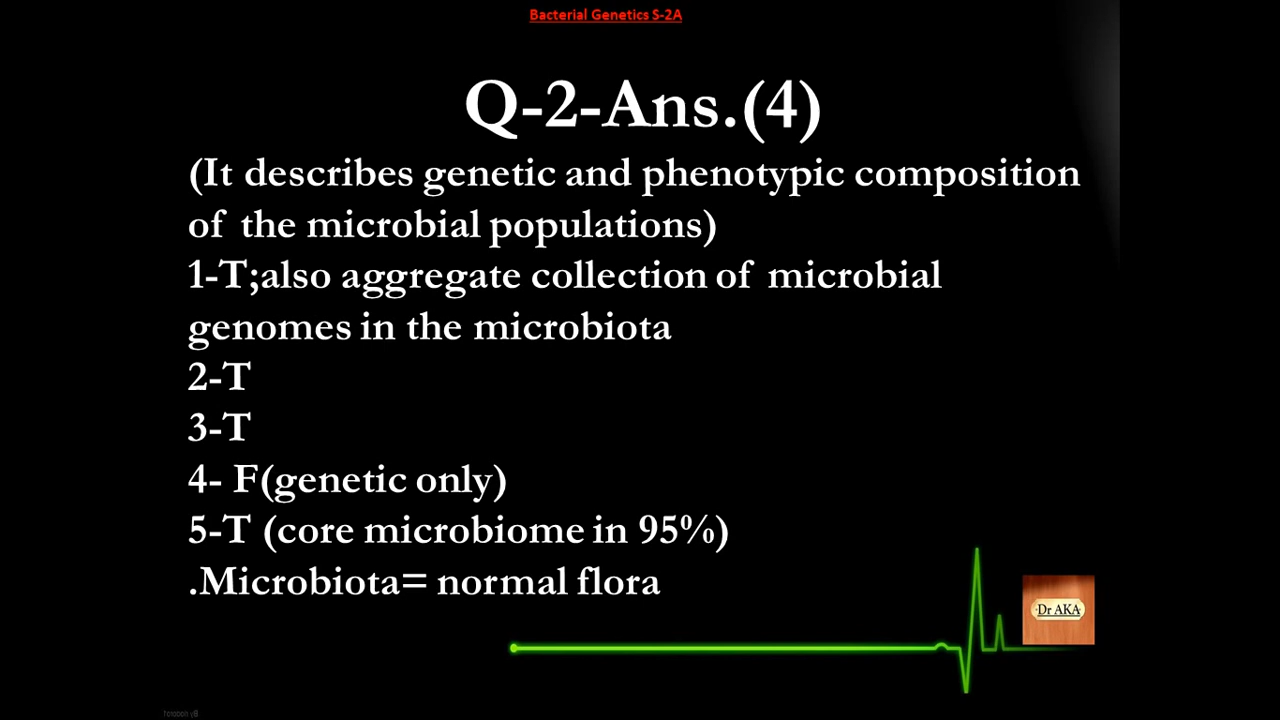 Bacterial Genetics S-2A
Q-2-Ans.(4)
(It describes genetic and phenotypic composition
of the microbial populations)
1-T;also aggregate collection of microbial
genomes in the microbiota
2-T
3-T
4- F(genetic only)
5-T (core microbiome in 95%)
.Microbiota= normal flora
Dr AKA